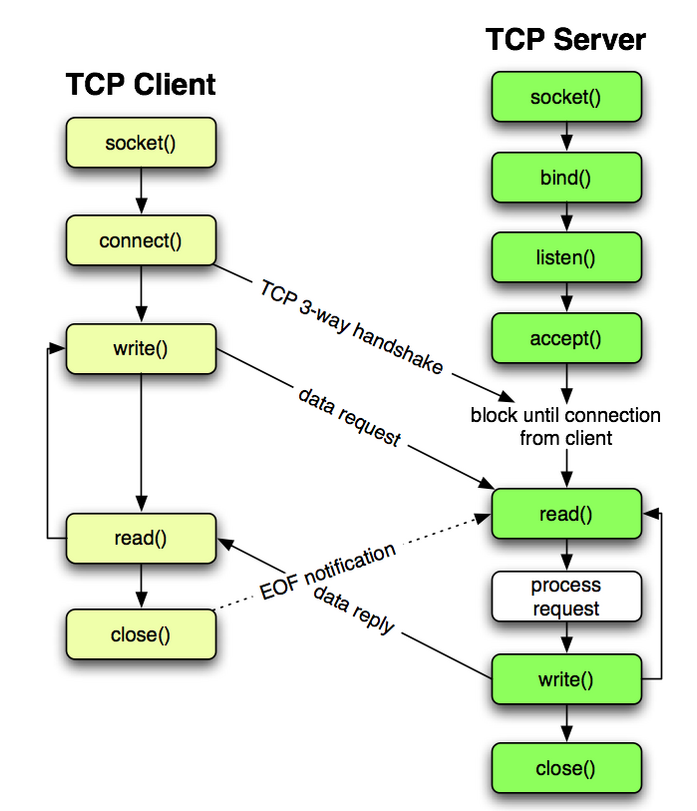 TCP Client
socket()
connect()
write()
read()
close()
TCP 3-way handshake
data request
EOF notification
data reply
TCP Server
socket()
bind()
listen()
accept()
block until connection
from client
read()
process
request
write()
close()